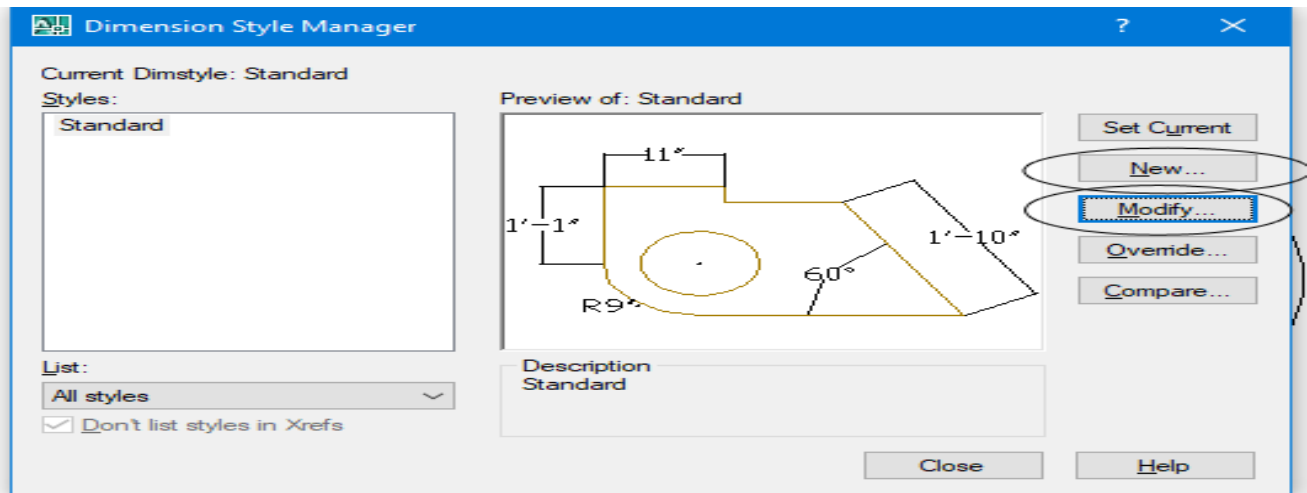 Dimension Style Manager
?
Current Dimstyle: Standard
Styles:
Standard
Preview of: Standard
11"
1'-1"
1'-10"
60°
R9"
Set Current
New...
Modify...
Override...
Compare...
List:
All styles
Don't list styles in Xrefs
Description
Standard
Close
Help